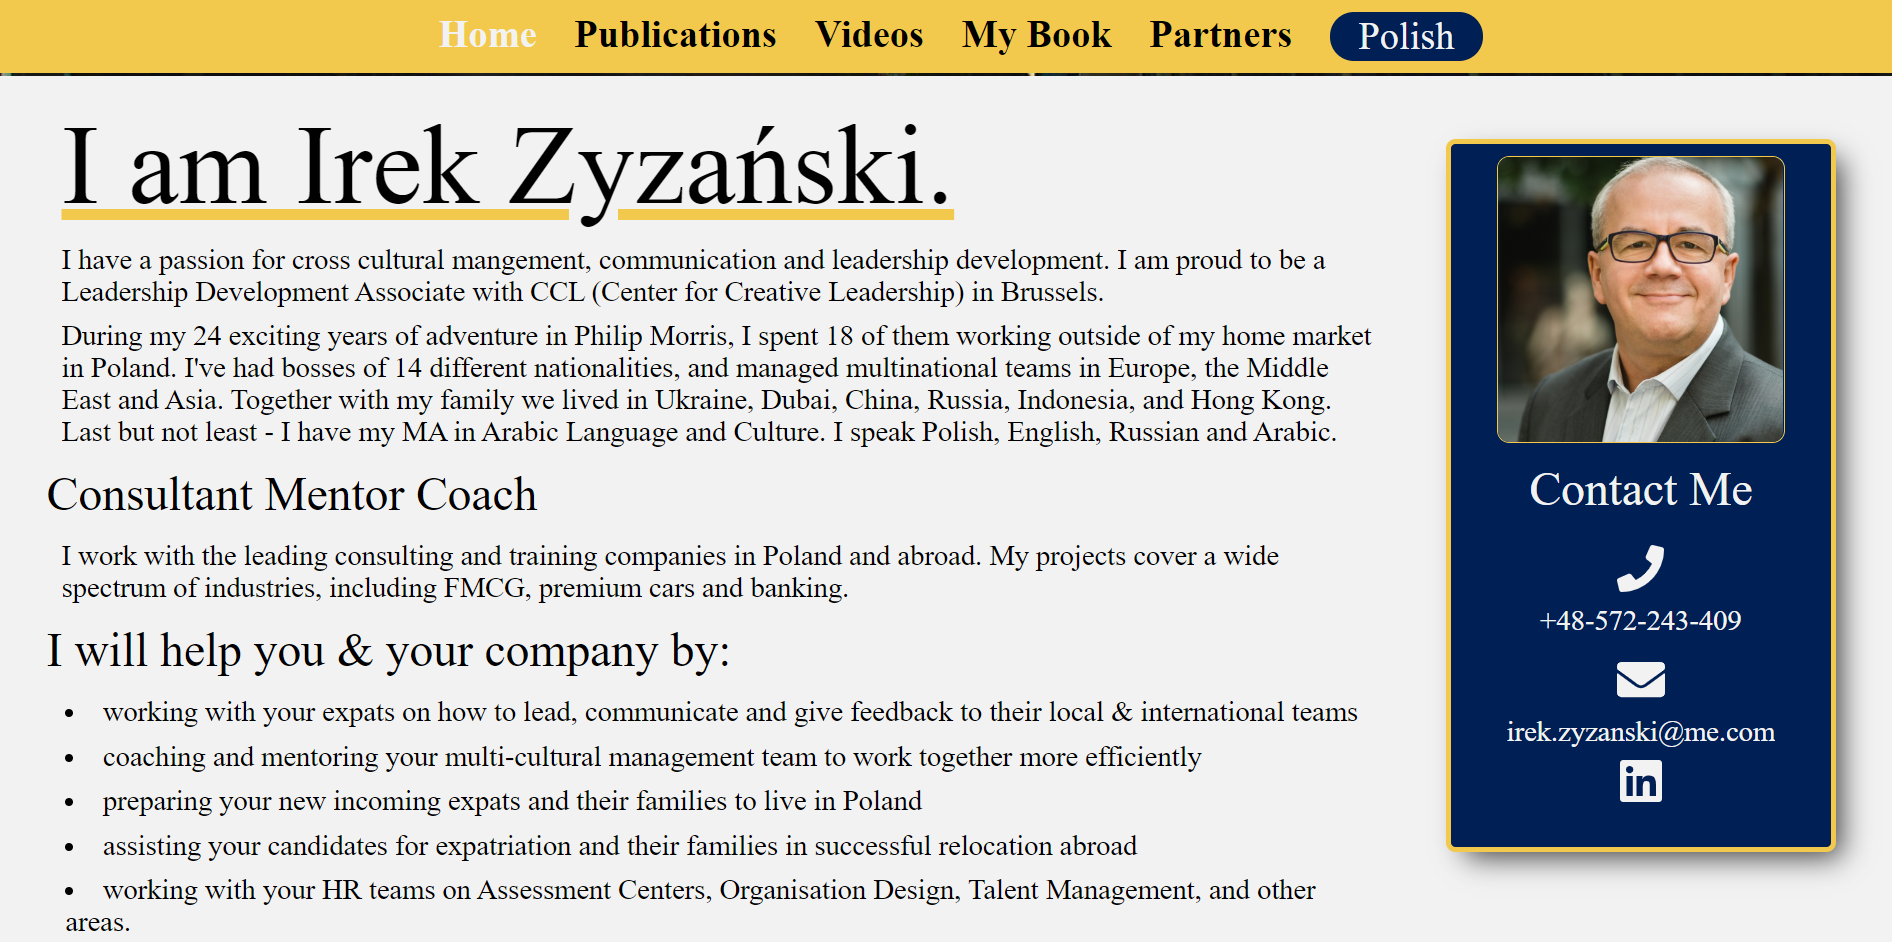 Home Publications Videos My Book Partners Polish
I am Irek Zyzański.
I have a passion for cross cultural mangement, communication and leadership development. I am proud to be a
Leadership Development Associate with CCL (Center for Creative Leadership) in Brussels.
During my 24 exciting years of adventure in Philip Morris, I spent 18 of them working outside of my home market
in Poland. I've had bosses of 14 different nationalities, and managed multinational teams in Europe, the Middle
East and Asia. Together with my family we lived in Ukraine, Dubai, China, Russia, Indonesia, and Hong Kong.
Last but not least - I have my MA in Arabic Language and Culture. I speak Polish, English, Russian and Arabic.
Consultant Mentor Coach
I work with the leading consulting and training companies in Poland and abroad. My projects cover a wide
spectrum of industries, including FMCG, premium cars and banking.
I will help you & your company by:
• working with your expats on how to lead, communicate and give feedback to their local & international teams
• coaching and mentoring your multi-cultural management team to work together more efficiently
• preparing your new incoming expats and their families to live in Poland
• assisting your candidates for expatriation and their families in successful relocation abroad
• working with your HR teams on Assessment Centers, Organisation Design, Talent Management, and other
areas.
Contact Me
+48-572-243-409
irek.zyzanski@me.com
in